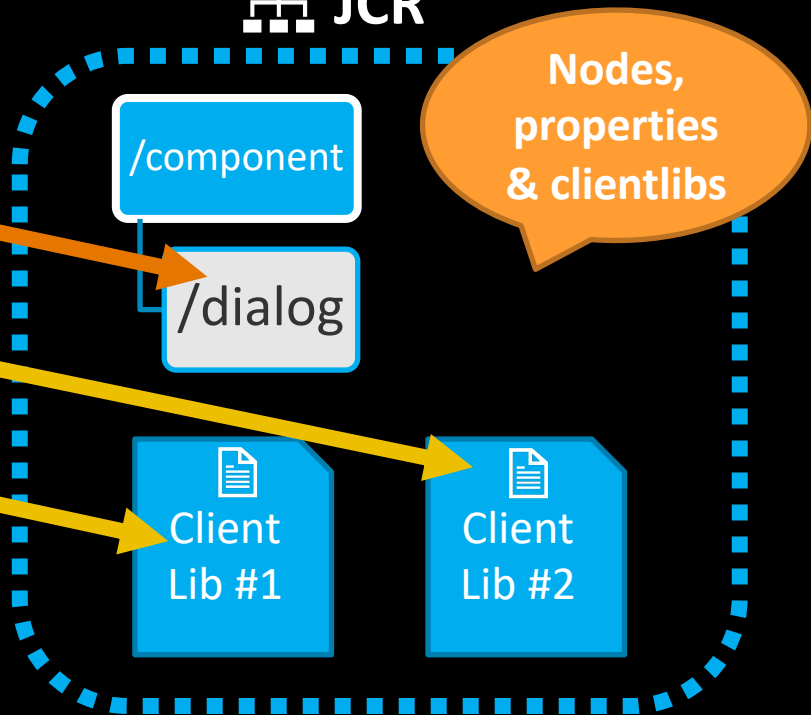 JCR
Nodes,
properties
& clientlibs
/component
/dialog
Client
Lib #1
Client
Lib #2